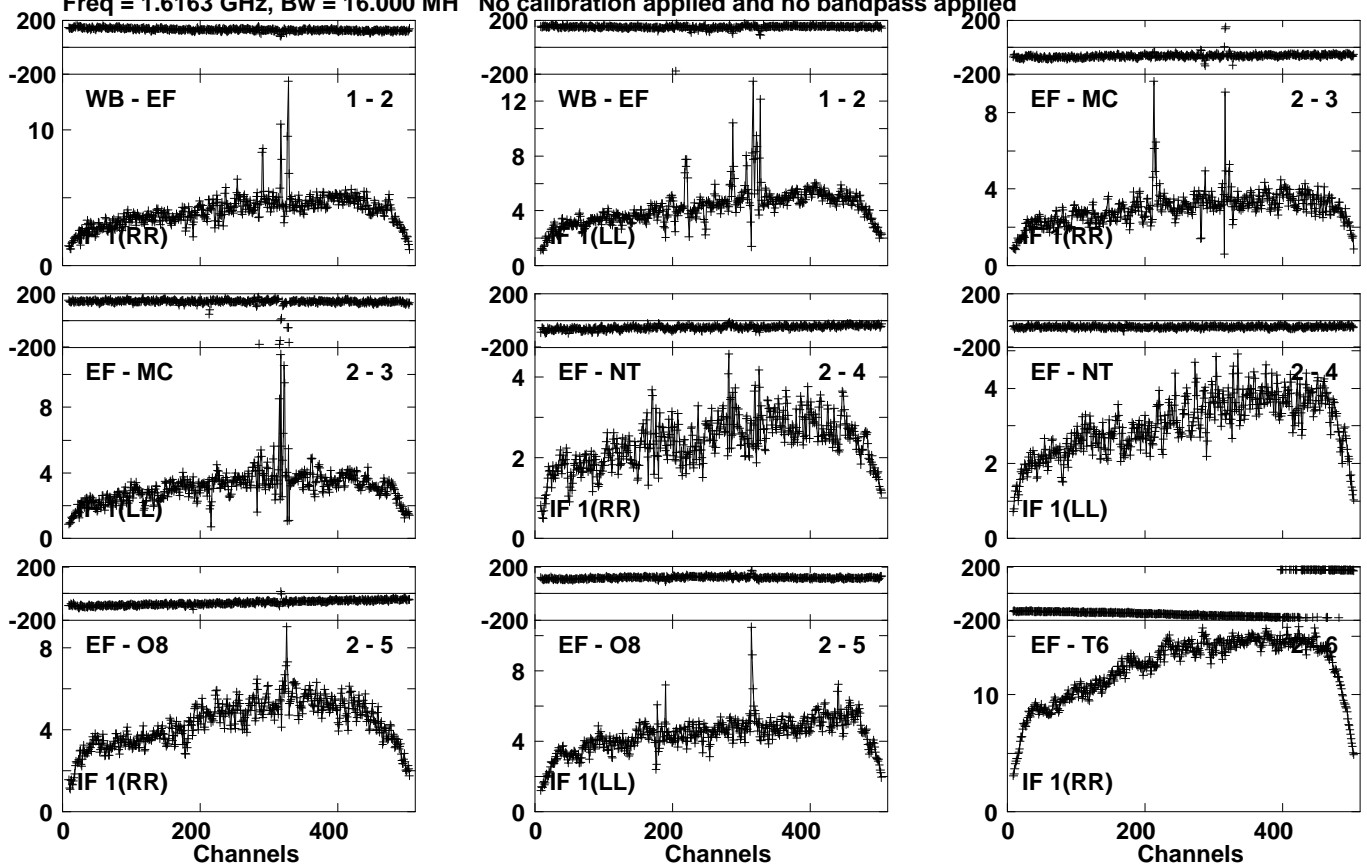 Freq = 1.6163 GHz, Bw = 16.000 MH No calibration applied and no bandpass applied
200
-200
WB - EF 1 - 2
10
IF 1(RR)
0
WB - EF 1 - 2
12
8
4
IF 1(LL)
0
200
-200
EF - MC 2 - 3
8
4
IF 1(RR)
0
200
-200
EF - MC 2 - 3
8
4
IF 1(LL)
0
EF - NT 2 - 4
4
2
IF 1(RR)
0
200
-200
EF - NT 2 - 4
4
2
IF 1(LL)
0
200
-200
EF - O8 2 - 5
8
4
IF 1(RR)
0
0 200 400
Channels
200
-200
EF - O8 2 - 5
8
4
IF 1(LL)
0
0 200 400
Channels
200
-200
EF - T6 2 - 6
10
IF 1(RR)
0
0 200 400
Channels